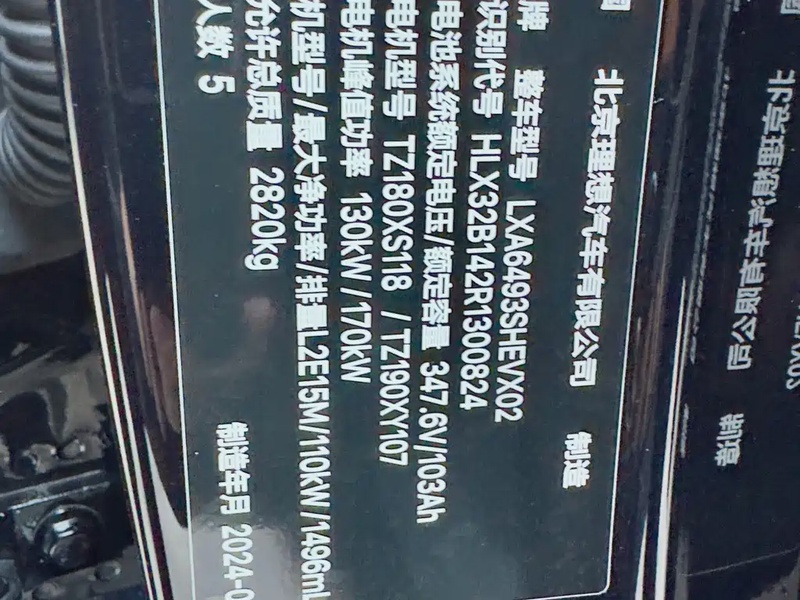 北京理想汽车有限公司 制造
牌 整车型号 LXA6493SHEVX02
识别代号 HLX32B142R1300824
电池系统额定电压/额定容量 347.6V/103Ah
电机型号 TZ180XS118 / TZ190XY107
电机峰值功率 130kW /170kW
机型号/最大净功率/排量L2E15M/110kW/1496mL
允许总质量 2820kg
人数 5 制造年月 2024-0